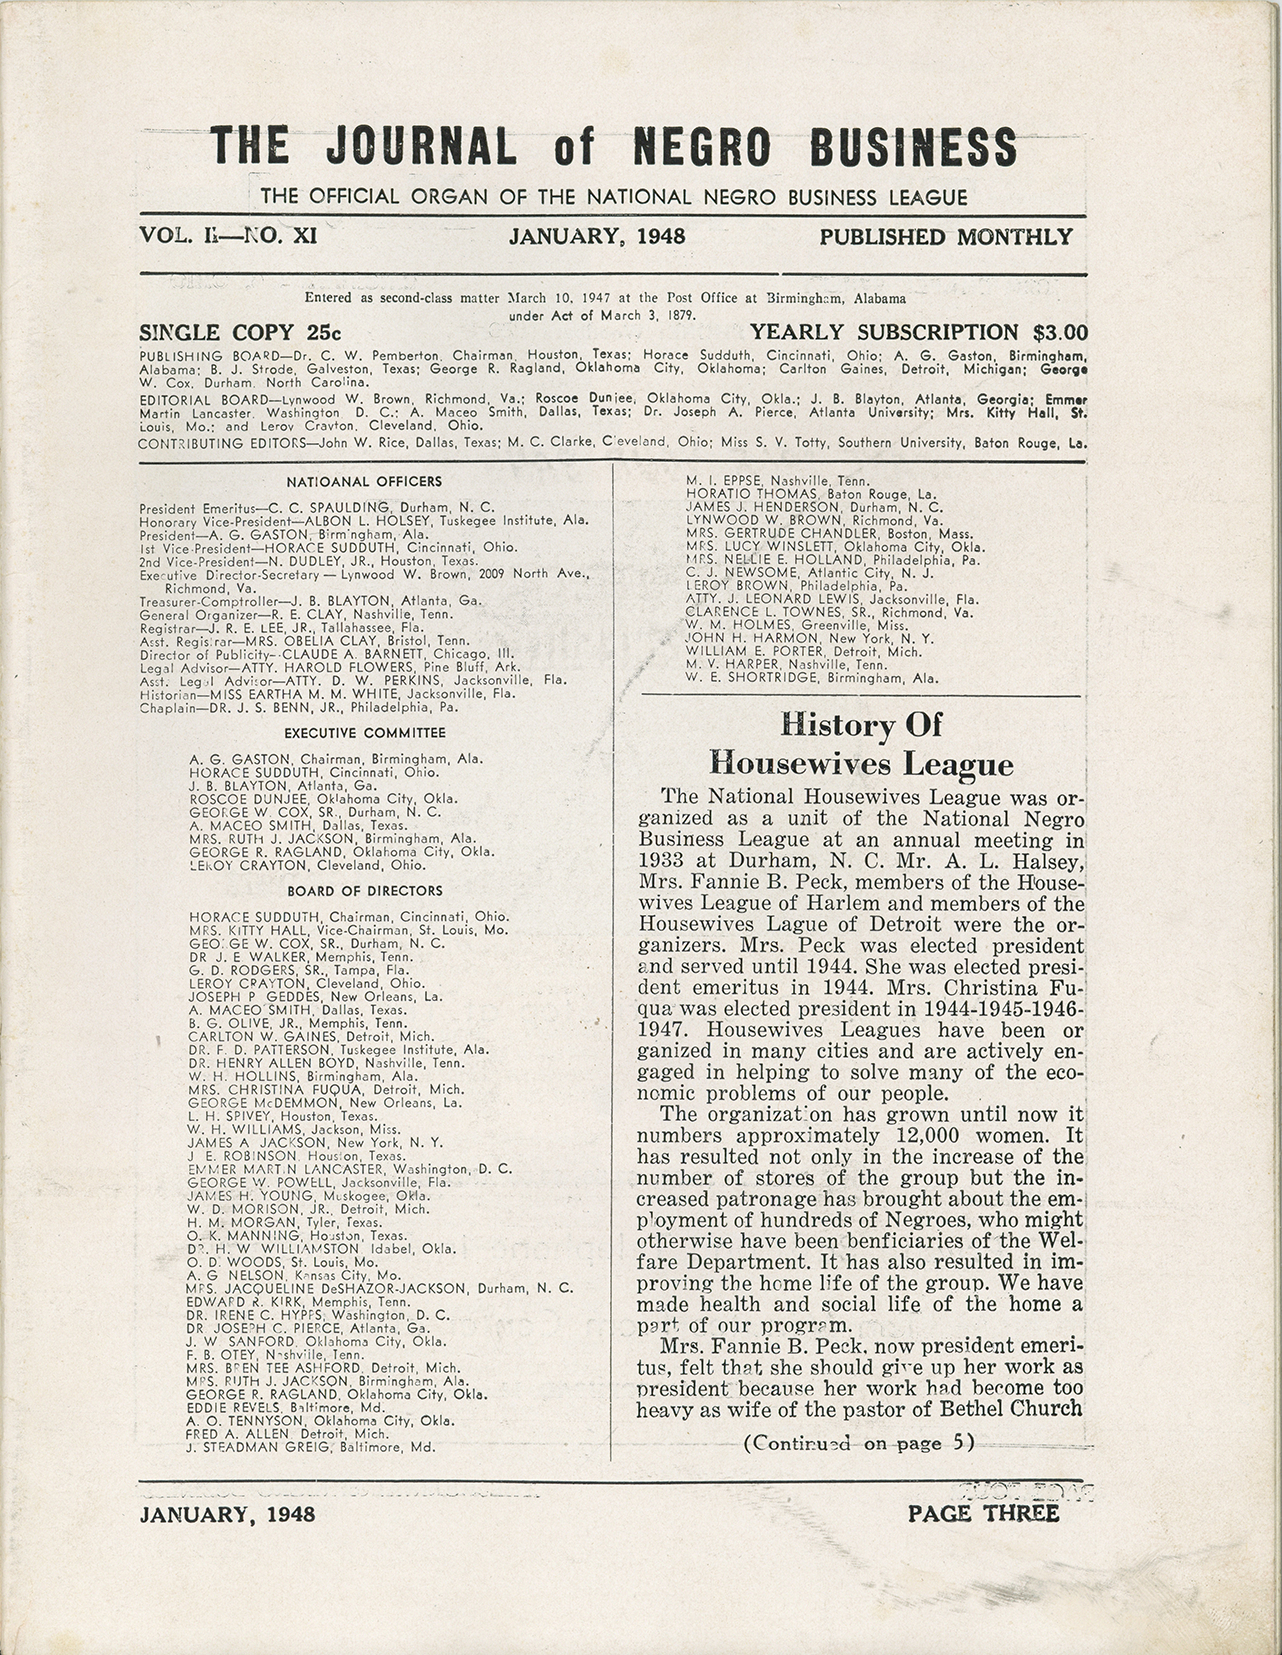 THE JOURNAL of NEGRO BUSINESS
THE OFFICIAL ORGAN OF THE NATIONAL NEGRO BUSINESS LEAGUE
VOL. II—NO. XI JANUARY, 1948 PUBLISHED MONTHLY
Entered as second-class matter March 10, 1947 at the Post Office at Birmingham, Alabama
under Act of March 3, 1879.
SINGLE COPY 25c YEARLY SUBSCRIPTION $3.00
PUBLISHING BOARD—Dr. C. W. Pemberton, Chairman, Houston, Texas; Horace Sudduth, Cincinnati, Ohio; A. G. Gaston, Birmingham,
Alabama; B. J. Strode, Galveston, Texas; George R. Ragland, Oklahoma City, Oklahoma; Carlton Gaines, Detroit, Michigan; George
W. Cox, Durham, North Carolina.
EDITORIAL BOARD—Lynwood W. Brown, Richmond, Va.; Roscoe Dunjee, Oklahoma City, Okla.; J. B. Blayton, Atlanta, Georgia; Emmer
Martin Lancaster, Washington D. C.; A. Maceo Smith, Dallas, Texas; Dr. Joseph A. Pierce, Atlanta University; Mrs. Kitty Hall, St.
Louis, Mo.; and Leroy Crayton, Cleveland, Ohio.
CONTRIBUTING EDITORS—John W. Rice, Dallas, Texas; M. C. Clarke, Cleveland, Ohio; Miss S. V. Totty, Southern University, Baton Rouge, La.
NATIOANAL OFFICERS
President Emeritus—C. C. SPAULDING, Durham, N. C.
Honorary Vice-President—ALBON L. HOLSEY, Tuskegee Institute, Ala.
President—A. G. GASTON, Birmingham, Ala.
1st Vice-President—HORACE SUDDUTH, Cincinnati, Ohio.
2nd Vice-President—N. DUDLEY, JR., Houston, Texas.
Executive Director-Secretary — Lynwood W. Brown, 2009 North Ave.,
Richmond, Va.
Treasurer-Comptroller—J. B. BLAYTON, Atlanta, Ga.
General Organizer—R. E. CLAY, Nashville, Tenn.
Registrar—J. R. E. LEE, JR., Tallahassee, Fla.
Asst. Registrar—MRS. OBELIA CLAY, Bristol, Tenn.
Director of Publicity--CLAUDE A. BARNETT, Chicago, Ill.
Legal Advisor—ATTY. HAROLD FLOWERS, Pine Bluff, Ark.
Asst. Legal Advisor—ATTY. D. W. PERKINS, Jacksonville, Fla.
Historian—MISS EARTHA M. M. WHITE, Jacksonville, Fla.
Chaplain—DR. J. S. BENN, JR., Philadelphia, Pa.
EXECUTIVE COMMITTEE
A. G. GASTON, Chairman, Birmingham, Ala.
HORACE SUDDUTH, Cincinnati, Ohio.
J. B. BLAYTON, Atlanta, Ga.
ROSCOE DUNJEE, Oklahoma City, Okla.
GEORGE W. COX, SR., Durham, N. C.
A. MACEO SMITH, Dallas, Texas.
MRS. RUTH J. JACKSON, Birmingham, Ala.
GEORGE R. RAGLAND, Oklahoma City, Okla.
LEROY CRAYTON, Cleveland, Ohio.
BOARD OF DIRECTORS
HORACE SUDDUTH, Chairman, Cincinnati, Ohio.
MRS. KITTY HALL, Vice-Chairman, St. Louis, Mo.
GEORGE W. COX, SR., Durham, N. C.
DR J. E. WALKER, Memphis, Tenn.
G. D. RODGERS, SR., Tampa, Fla.
LEROY CRAYTON, Cleveland, Ohio.
JOSEPH P. GEDDES, New Orleans, La.
A. MACEO SMITH, Dallas, Texas.
B. G. OLIVE, JR., Memphis, Tenn.
CARLTON W. GAINES, Detroit, Mich.
DR. F. D. PATTERSON, Tuskegee Institute, Ala.
DR. HENRY ALLEN BOYD, Nashville, Tenn.
W. H. HOLLINS, Birmingham, Ala.
MRS. CHRISTINA FUQUA, Detroit, Mich.
GEORGE McDEMMON, New Orleans, La.
L. H. SPIVEY, Houston, Texas.
W. H. WILLIAMS, Jackson, Miss.
JAMES A JACKSON, New York, N. Y.
J E. ROBINSON, Houston, Texas.
EMMER MARTIN LANCASTER, Washington, D. C.
GEORGE W. POWELL, Jacksonville, Fla.
JAMES H. YOUNG, Muskogee, Okla.
W. D. MORISON, JR., Detroit, Mich.
H. M. MORGAN, Tyler, Texas.
O. K. MANNING, Houston, Texas.
DR. H. W WILLIAMSTON Idabel, Okla.
O. D. WOODS, St. Louis, Mo.
A. G NELSON, Kansas City, Mo.
MRS. JACQUELINE DeSHAZOR-JACKSON, Durham, N. C.
EDWARD R. KIRK, Memphis, Tenn.
DR. IRENE C. HYPPS, Washington, D. C.
DR. JOSEPH C. PIERCE, Atlanta, Ga.
J. W SANFORD, Oklahoma City, Okla.
F. B. OTEY, Nashville, Tenn.
MRS. BREN TEE ASHFORD, Detroit, Mich.
MRS. RUTH J. JACKSON, Birmingham, Ala.
GEORGE R. RAGLAND, Oklahoma City, Okla.
EDDIE REVELS, Baltimore, Md.
A. O. TENNYSON, Oklahoma City, Okla.
FRED A. ALLEN Detroit, Mich.
J. STEADMAN GREIG, Baltimore, Md.
M. I. EPPSE, Nashville, Tenn.
HORATIO THOMAS, Baton Rouge, La.
JAMES J. HENDERSON, Durham, N. C.
LYNWOOD W. BROWN, Richmond, Va.
MRS. GERTRUDE CHANDLER, Boston, Mass.
MRS. LUCY WINSLETT, Oklahoma City, Okla.
MRS. NELLIE E. HOLLAND, Philadelphia, Pa.
C. J. NEWSOME, Atlantic City, N. J.
LEROY BROWN, Philadelphia, Pa.
ATTY. J. LEONARD LEWIS, Jacksonville, Fla.
CLARENCE L. TOWNES, SR., Richmond, Va.
W. M. HOLMES, Greenville, Miss.
JOHN H. HARMON, New York, N. Y.
WILLIAM E. PORTER, Detroit, Mich.
M. V. HARPER, Nashville, Tenn.
W. E. SHORTRIDGE, Birmingham, Ala.
History Of
Housewives League
The National Housewives League was or-
ganized as a unit of the National Negro
Business League at an annual meeting in
1933 at Durham, N. C. Mr. A. L. Halsey,
Mrs. Fannie B. Peck, members of the House-
wives League of Harlem and members of the
Housewives Lague of Detroit were the or-
ganizers. Mrs. Peck was elected president
and served until 1944. She was elected presi-
dent emeritus in 1944. Mrs. Christina Fu-
qua was elected president in 1944-1945-1946-
1947. Housewives Leagues have been or
ganized in many cities and are actively en-
gaged in helping to solve many of the eco-
nomic problems of our people.
The organization has grown until now it
numbers approximately 12,000 women. It
has resulted not only in the increase of the
number of stores of the group but the in-
creased patronage has brought about the em-
ployment of hundreds of Negroes, who might
otherwise have been benficiaries of the Wel-
fare Department. It has also resulted in im-
proving the home life of the group. We have
made health and social life of the home a
part of our program.
Mrs. Fannie B. Peck, now president emeri-
tus, felt that she should give up her work as
president because her work had become too
heavy as wife of the pastor of Bethel Church
(Continued on page 5)
JANUARY, 1948 PAGE THREE